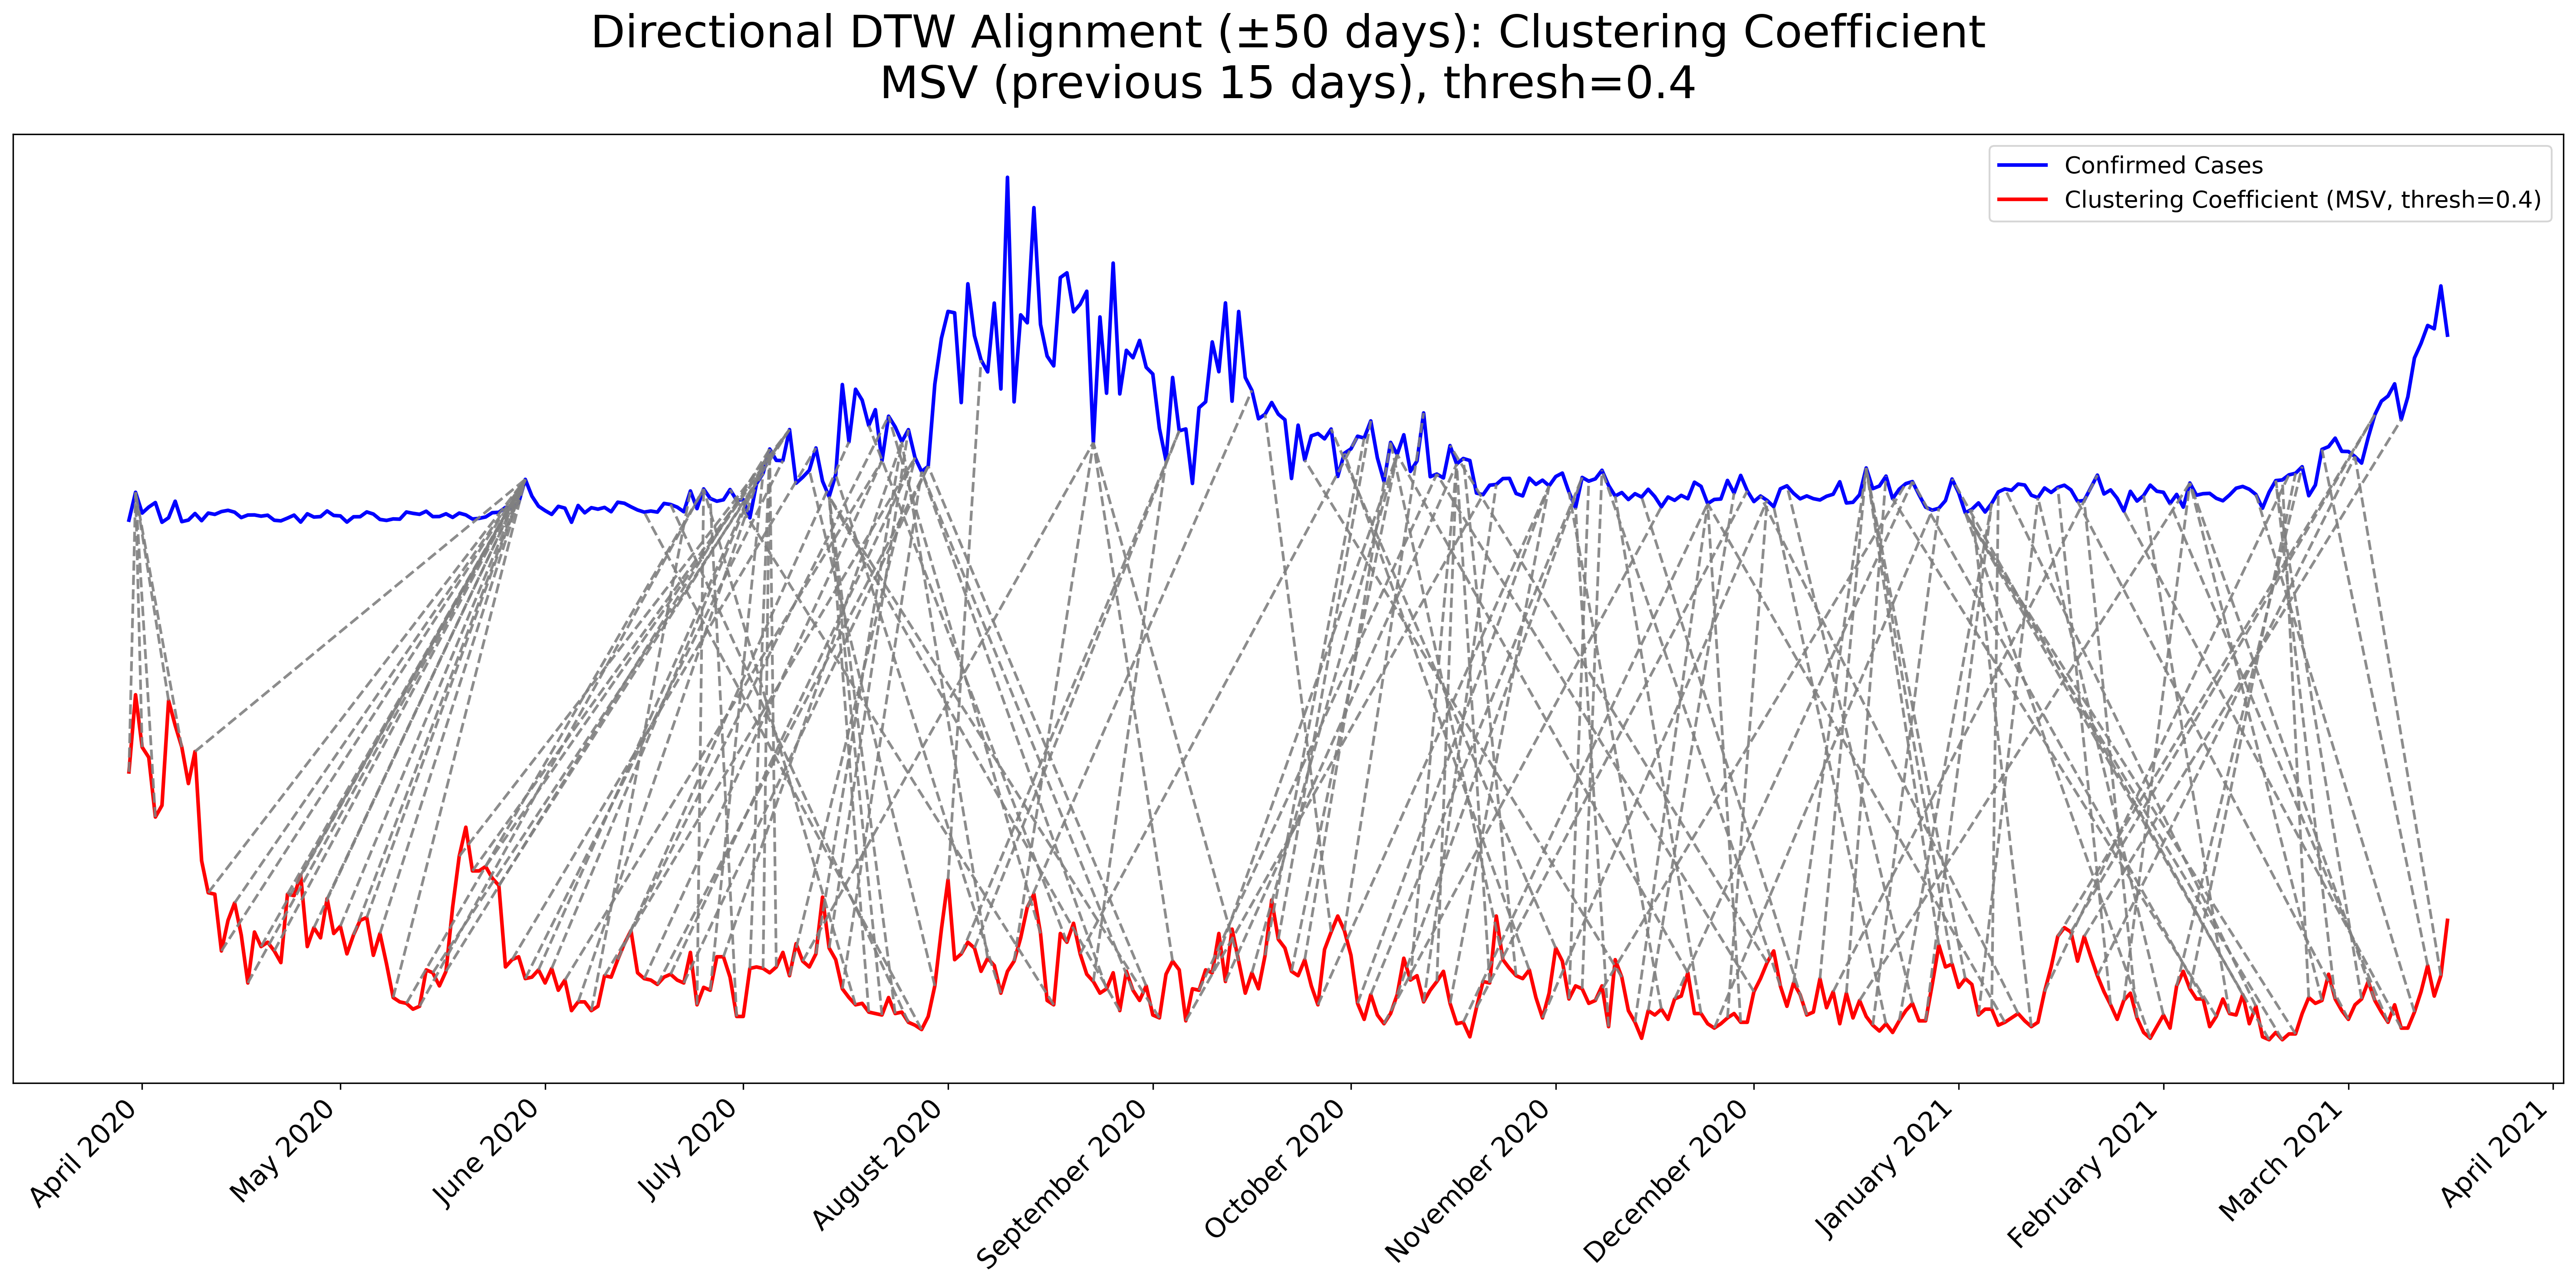 Directional DTW Alignment (±50 days): Clustering Coefficient
MSV (previous 15 days), thresh=0.4
Confirmed Cases
Clustering Coefficient (MSV, thresh=0.4)
April 2020
May 2020
June 2020
July 2020
August 2020
September 2020
October 2020
November 2020
December 2020
January 2021
February 2021
March 2021
April 2021